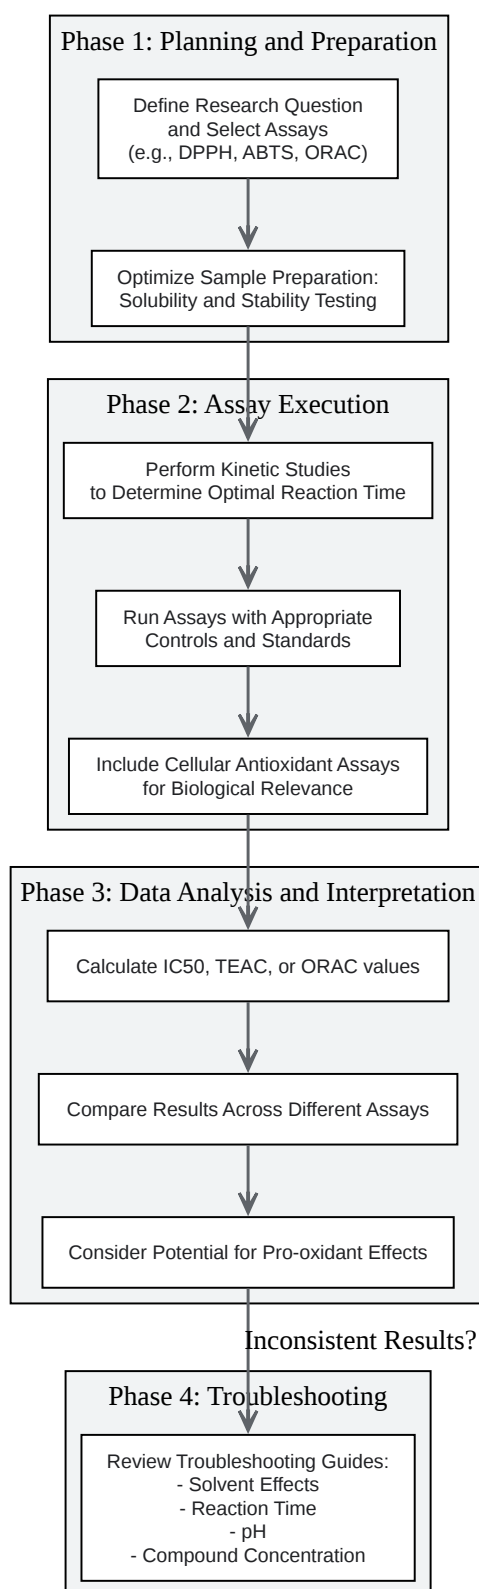 Phase 1: Planning and Preparation
Define Research Question
and Select Assays
(e.g., DPPH, ABTS, ORAC)
Optimize Sample Preparation:
Solubility and Stability Testing
Phase 2: Assay Execution
Perform Kinetic Studies
to Determine Optimal Reaction Time
Run Assays with Appropriate
Controls and Standards
Include Cellular Antioxidant Assays
for Biological Relevance
Phase 3: Data Analysis and Interpretation
Calculate IC50, TEAC, or ORAC values
Compare Results Across Different Assays
Consider Potential for Pro-oxidant Effects
Inconsistent Results?
Phase 4: Troubleshooting
Review Troubleshooting Guides:
- Solvent Effects
- Reaction Time
- pH
- Compound Concentration